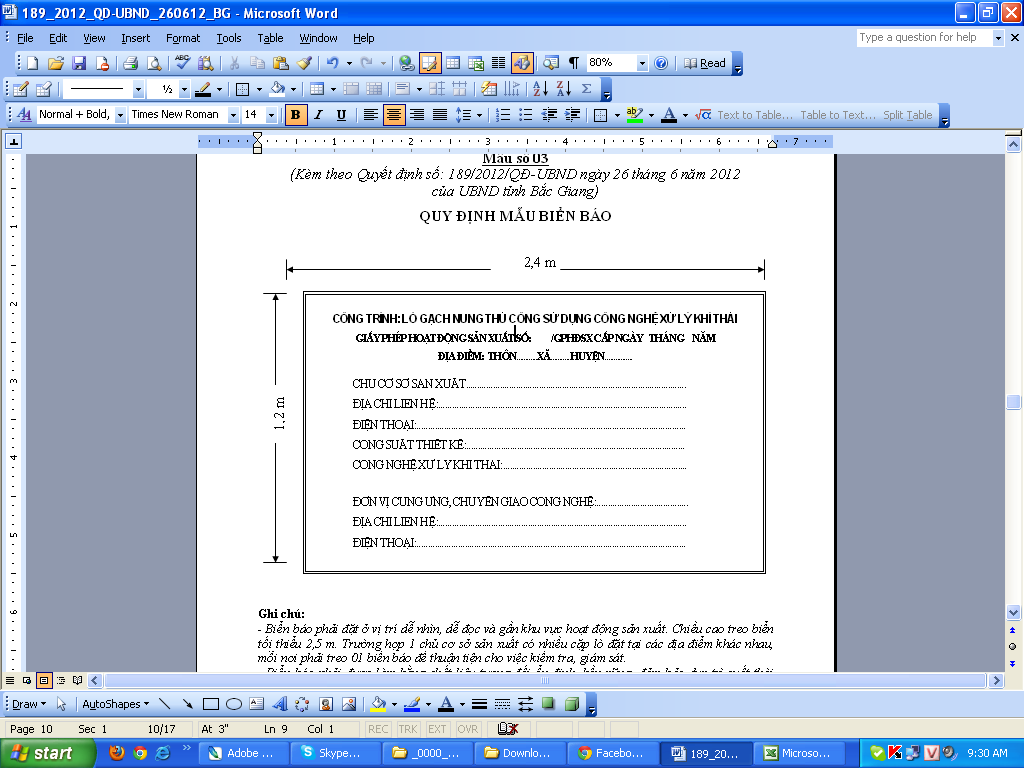 189_2012_QD-UBND_260612_BG - Microsoft Word
File Edit View Insert Format Tools Table Window Help
Type a question for help
80% Read
½
Normal + Bold, Times New Roman 14 B I U Text to Table... Table to Text... Split Table
1 2 3 4 5 6 7
Mẫu số 03
(Kèm theo Quyết định số: 189/2012/QĐ-UBND ngày 26 tháng 6 năm 2012
của UBND tỉnh Bắc Giang)
QUY ĐỊNH MẪU BIỂN BÁO
2,4 m
1,2 m
CÔNG TRÌNH: LÒ GẠCH NUNG THỦ CÔNG SỬ DỤNG CÔNG NGHỆ XỬ LÝ KHÍ THẢI
GIẤY PHÉP HOẠT ĐỘNG SẢN XUẤT SỐ: /GPHĐSX CẤP NGÀY THÁNG NĂM
ĐỊA ĐIỂM: THÔN.........XÃ.........HUYỆN............
CHỦ CƠ SỞ SẢN XUẤT..........................................................
ĐỊA CHỈ LIÊN HỆ:..........................................................
ĐIỆN THOẠI:..........................................................
CÔNG SUẤT THIẾT KẾ:..........................................................
CÔNG NGHỆ XỬ LÝ KHÍ THẢI:..........................................................
ĐƠN VỊ CUNG ỨNG, CHUYỂN GIAO CÔNG NGHỆ:....................................
ĐỊA CHỈ LIÊN HỆ:..........................................................
ĐIỆN THOẠI:..........................................................
Ghi chú:
- Biển báo phải đặt ở vị trí dễ nhìn, dễ đọc và gần khu vực hoạt động sản xuất. Chiều cao treo biển
tối thiểu 2,5 m. Trường hợp 1 chủ cơ sở sản xuất có nhiều cặp lò đặt tại các địa điểm khác nhau,
mỗi nơi phải treo 01 biển báo để thuận tiện cho việc kiểm tra, giám sát.
Draw AutoShapes
Page 10 Sec 1 10/17 At 3" Ln 9 Col 1 REC TRK EXT OVR
start Adobe ... Skype... _0000_... Downlo... Facebo... 189_20... Microso... 9:30 AM